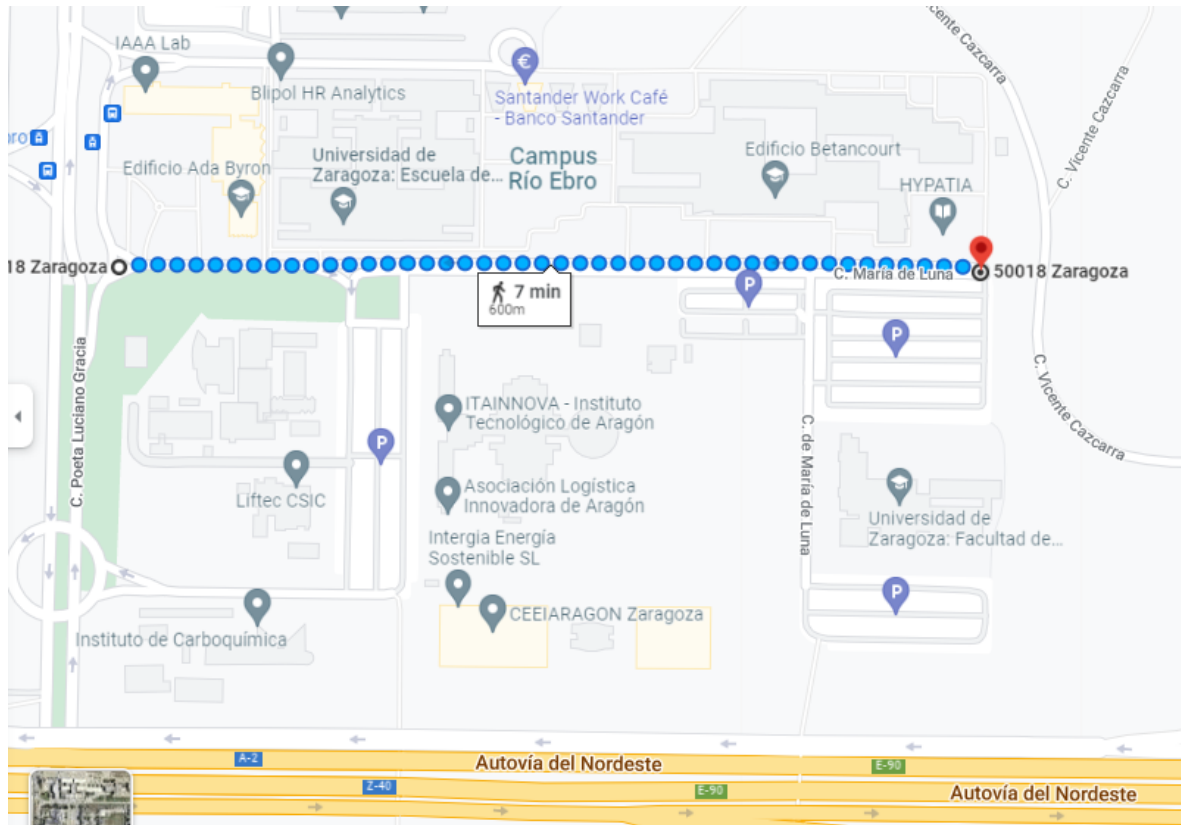 IAAA Lab
Blipol HR Analytics
Santander Work Café
- Banco Santander
C. Vicente Cazcarra
C. Vicente Cazcarra
Edificio Ada Byron
Universidad de
Zaragoza: Escuela de...
Campus
Río Ebro
Edificio Betancourt
HYPATIA
18 Zaragoza
C. María de Luna
50018 Zaragoza
7 min
600m
P
P
C. Poeta Luciano Gracia
C. Vicente Cazcarra
ITAINNOVA - Instituto
Tecnológico de Aragón
P
C. de María de Luna
Liftec CSIC
Asociación Logística
Innovadora de Aragón
Universidad de
Zaragoza: Facultad de...
Intergia Energía
Sostenible SL
P
CEEIARAGON Zaragoza
Instituto de Carboquímica
A-2
Autovía del Nordeste
E-90
Z-40
E-90
Autovía del Nordeste